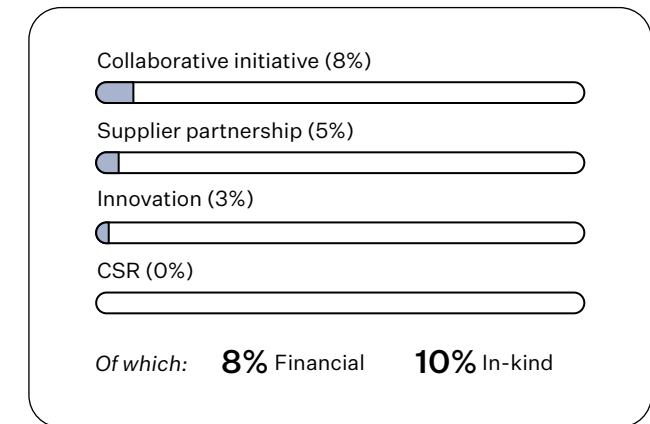 Collaborative initiative (8%)
Supplier partnership (5%)
Innovation (3%)
CSR (0%)
Of which: 8% Financial 10% In-kind